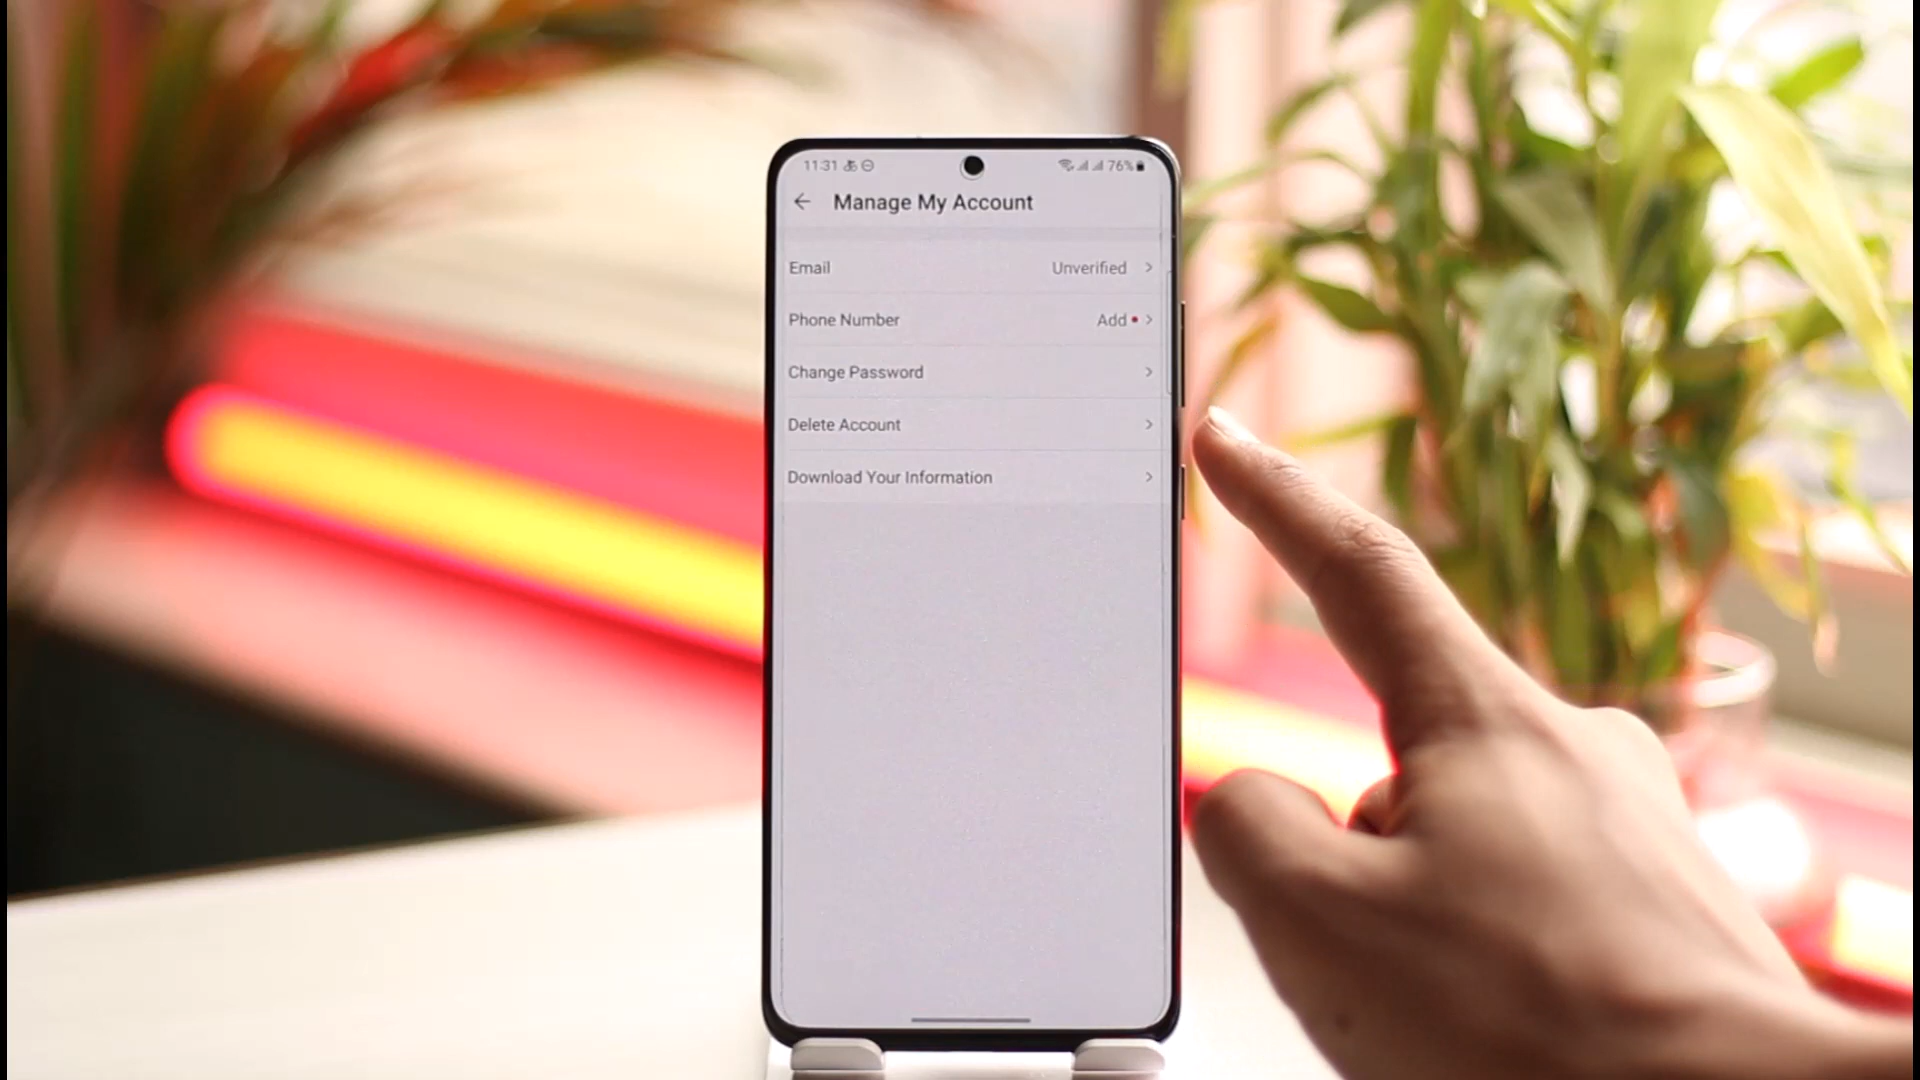 11:31 76%
Manage My Account
Email Unverified
Phone Number Add
Change Password
Delete Account
Download Your Information